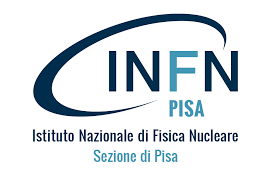 INFN
PISA
Istituto Nazionale di Fisica Nucleare
Sezione di Pisa